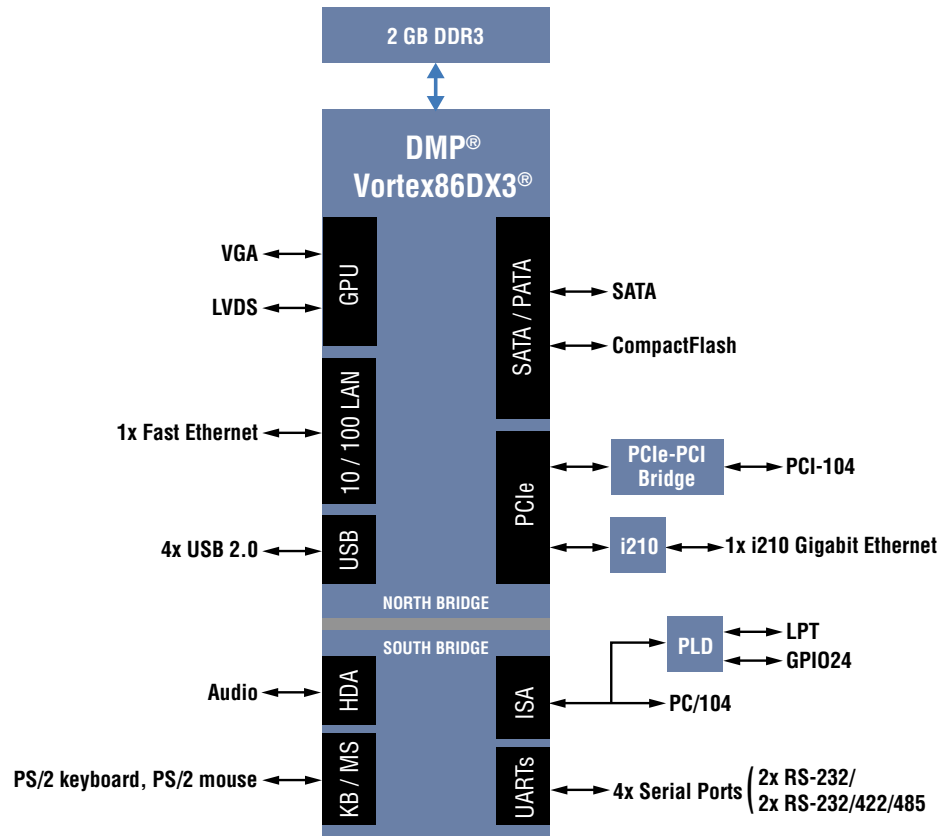 2 GB DDR3
DMP®
Vortex86DX3®
VGA
LVDS
GPU
SATA / PATA
SATA
CompactFlash
1x Fast Ethernet
10 / 100 LAN
PCIe
PCIe-PCI
Bridge
PCI-104
4x USB 2.0
USB
i210
1x i210 Gigabit Ethernet
NORTH BRIDGE
SOUTH BRIDGE
PLD
LPT
GPIO24
Audio
HDA
ISA
PC/104
PS/2 keyboard, PS/2 mouse
KB / MS
UARTs
4x Serial Ports
2x RS-232/
2x RS-232/422/485